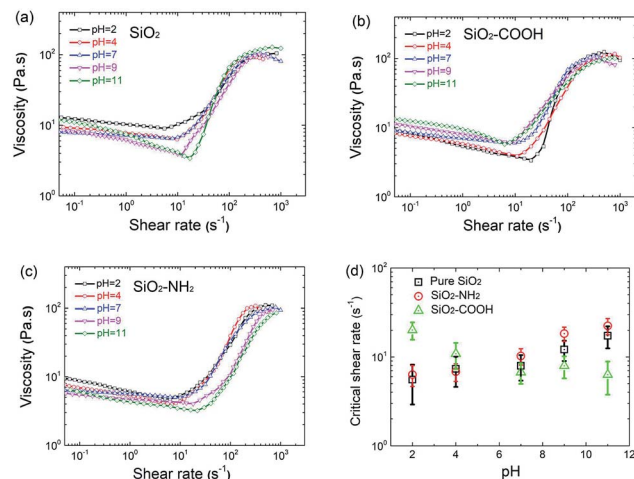 (a)
SiO2
pH=2
pH=4
pH=7
pH=9
pH=11
Viscosity (Pa.s)
10^2
10^1
10^0
10^-1 10^0 10^1 10^2 10^3
Shear rate (s^-1)
(b)
SiO2-COOH
pH=2
pH=4
pH=7
pH=9
pH=11
Viscosity (Pa.s)
10^2
10^1
10^0
10^-1 10^0 10^1 10^2 10^3
Shear rate (s^-1)
(c)
SiO2-NH2
pH=2
pH=4
pH=7
pH=9
pH=11
Viscosity (Pa.s)
10^2
10^1
10^0
10^-1 10^0 10^1 10^2 10^3
Shear rate (s^-1)
(d)
Pure SiO2
SiO2-NH2
SiO2-COOH
Critical shear rate (s^-1)
10^2
10^1
10^0
0 2 4 6 8 10 12
pH